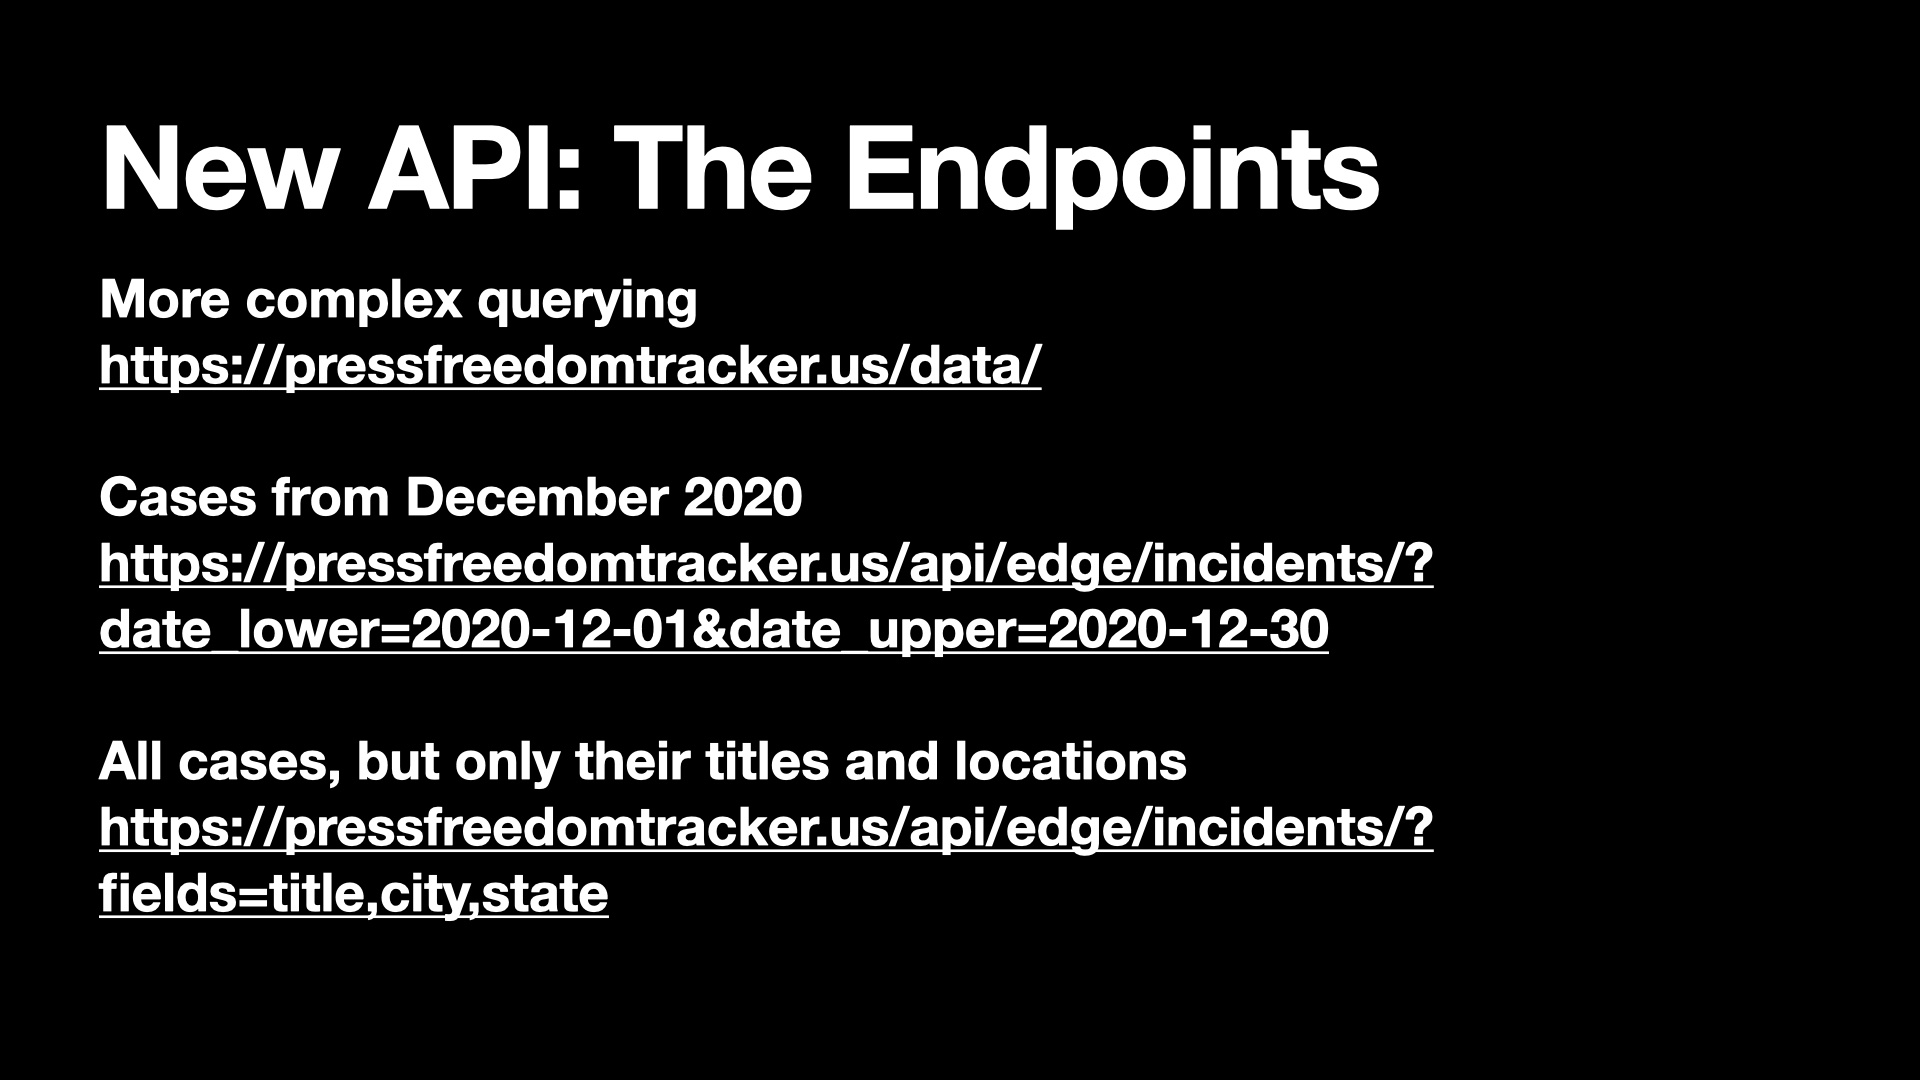 New API: The Endpoints
More complex querying
https://pressfreedomtracker.us/data/
Cases from December 2020
https://pressfreedomtracker.us/api/edge/incidents/?
date_lower=2020-12-01&date_upper=2020-12-30
All cases, but only their titles and locations
https://pressfreedomtracker.us/api/edge/incidents/?
fields=title,city,state